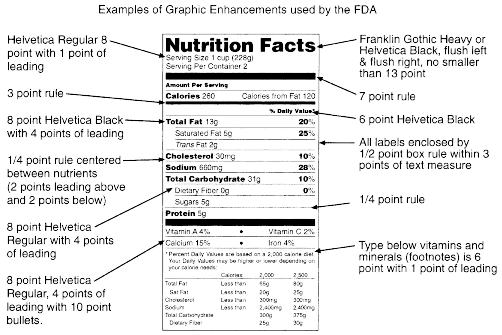 Examples of Graphic Enhancements used by the FDA
Helvetica Regular 8
point with 1 point of
leading
3 point rule
8 point Helvetica Black
with 4 points of leading
1/4 point rule centered
between nutrients
(2 points leading above
and 2 points below)
8 point Helvetica
Regular with 4 points
of leading
8 point Helvetica
Regular, 4 points of
leading with 10 point
bullets.
Nutrition Facts
Serving Size 1 cup (228g)
Serving Per Container 2
Amount Per Serving
Calories 260 Calories from Fat 120
% Daily Value*
Total Fat 13g 20%
Saturated Fat 5g 25%
Trans Fat 2g
Cholesterol 30mg 10%
Sodium 660mg 28%
Total Carbohydrate 31g 10%
Dietary Fiber 0g 0%
Sugars 5g
Protein 5g
Vitamin A 4% • Vitamin C 2%
Calcium 15% • Iron 4%
*Percent Daily Values are based on a 2,000 calorie diet.
Your Daily Values may be higher or lower depending on
your calorie needs:
Calories: 2,000 2,500
Total Fat Less than 65g 80g
Sat Fat Less than 20g 25g
Cholesterol Less than 300mg 300mg
Sodium Less than 2,400mg 2,400mg
Total Carbohydrate 300g 375g
Dietary Fiber 25g 30g
Franklin Gothic Heavy or
Helvetica Black, flush left
& flush right, no smaller
than 13 point
7 point rule
6 point Helvetica Black
All labels enclosed by
1/2 point box rule within 3
points of text measure
1/4 point rule
Type below vitamins and
minerals (footnotes) is 6
point with 1 point of leading